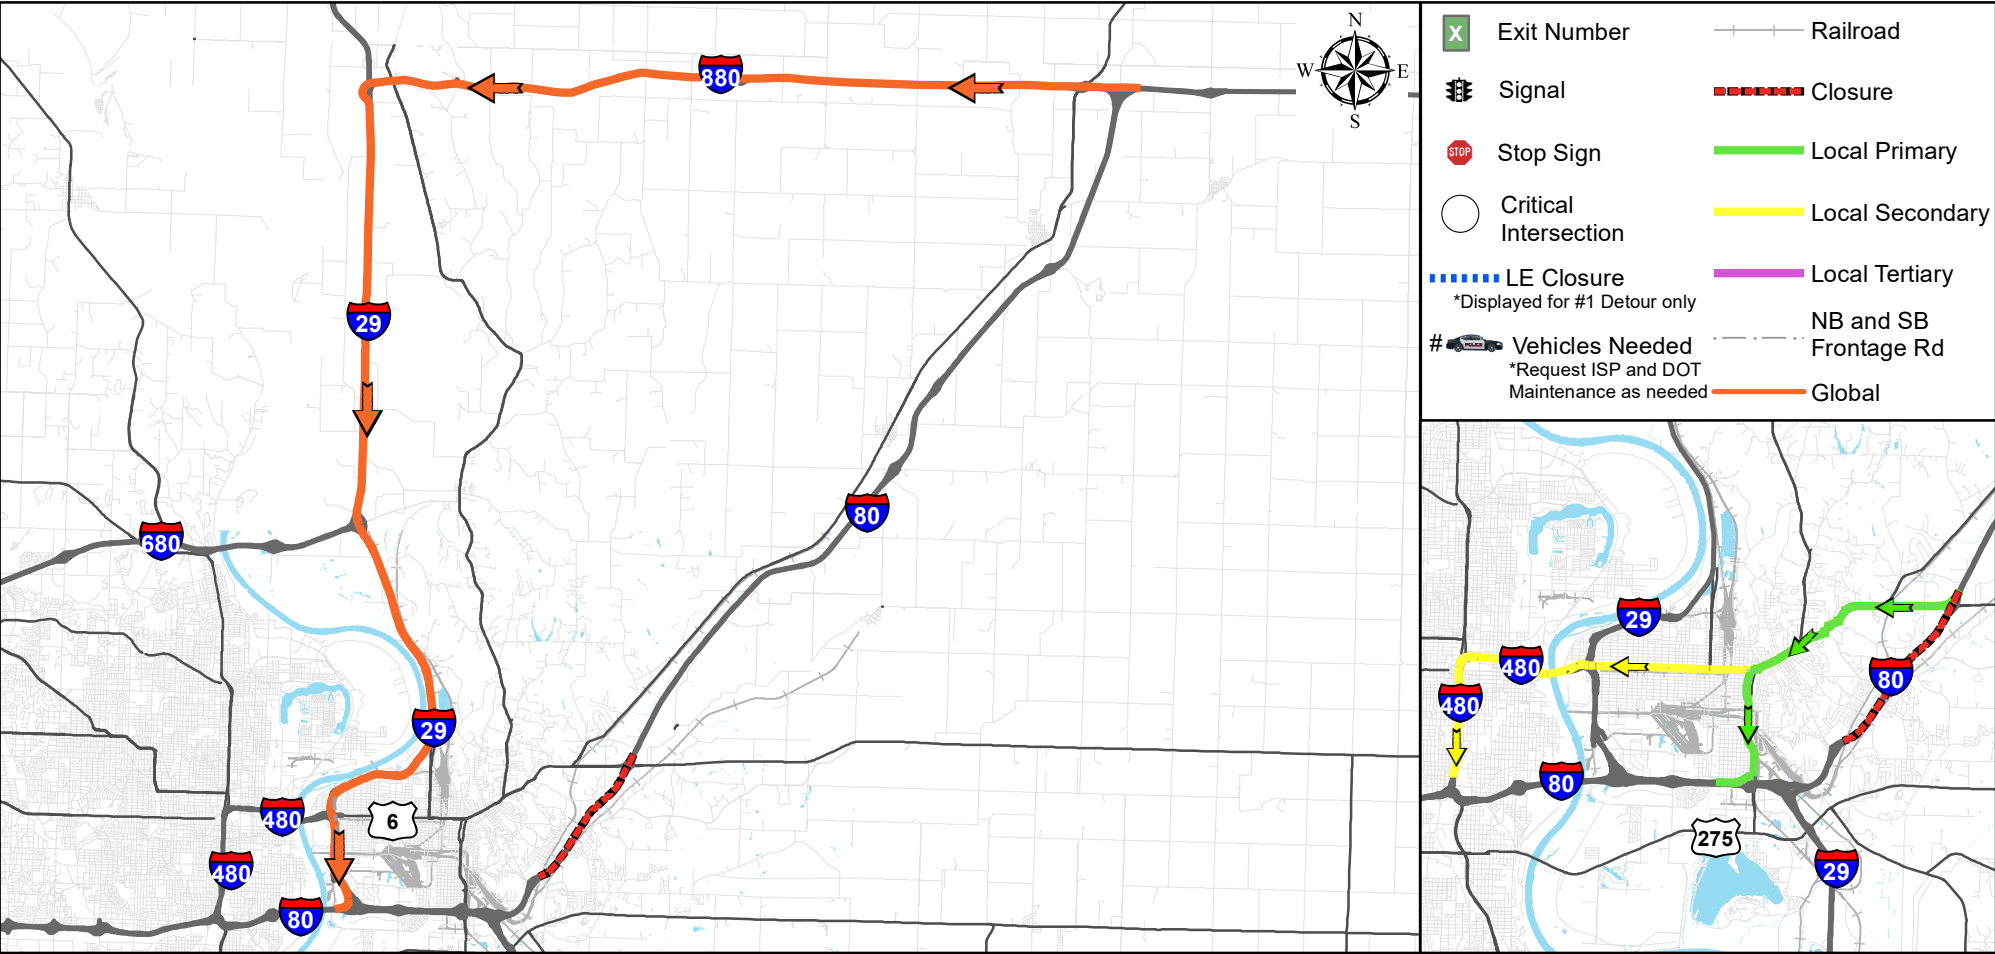 N
W
E
S
880
29
80
680
29
480
6
480
80
X
Exit Number
Railroad
Signal
Closure
STOP
Stop Sign
Local Primary
Critical
Intersection
Local Secondary
LE Closure
*Displayed for #1 Detour only
Local Tertiary
#
POLICE
Vehicles Needed
*Request ISP and DOT
Maintenance as needed
NB and SB
Frontage Rd
Global
29
480
80
480
80
275
29